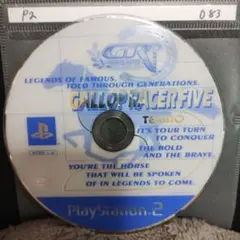 P2
083
GR
LEGENDS OF FAMOUS,
TOLD THROUGH GENERATIONS.
GALLOP RACER FIVE
TECMO
IT'S YOUR TURN
TO CONQUER
THE BOLD
AND THE BRAVE.
YOU'RE THE HORSE
THAT WILL BE SPOKEN
OF IN LEGENDS TO COME.
PlayStation 2